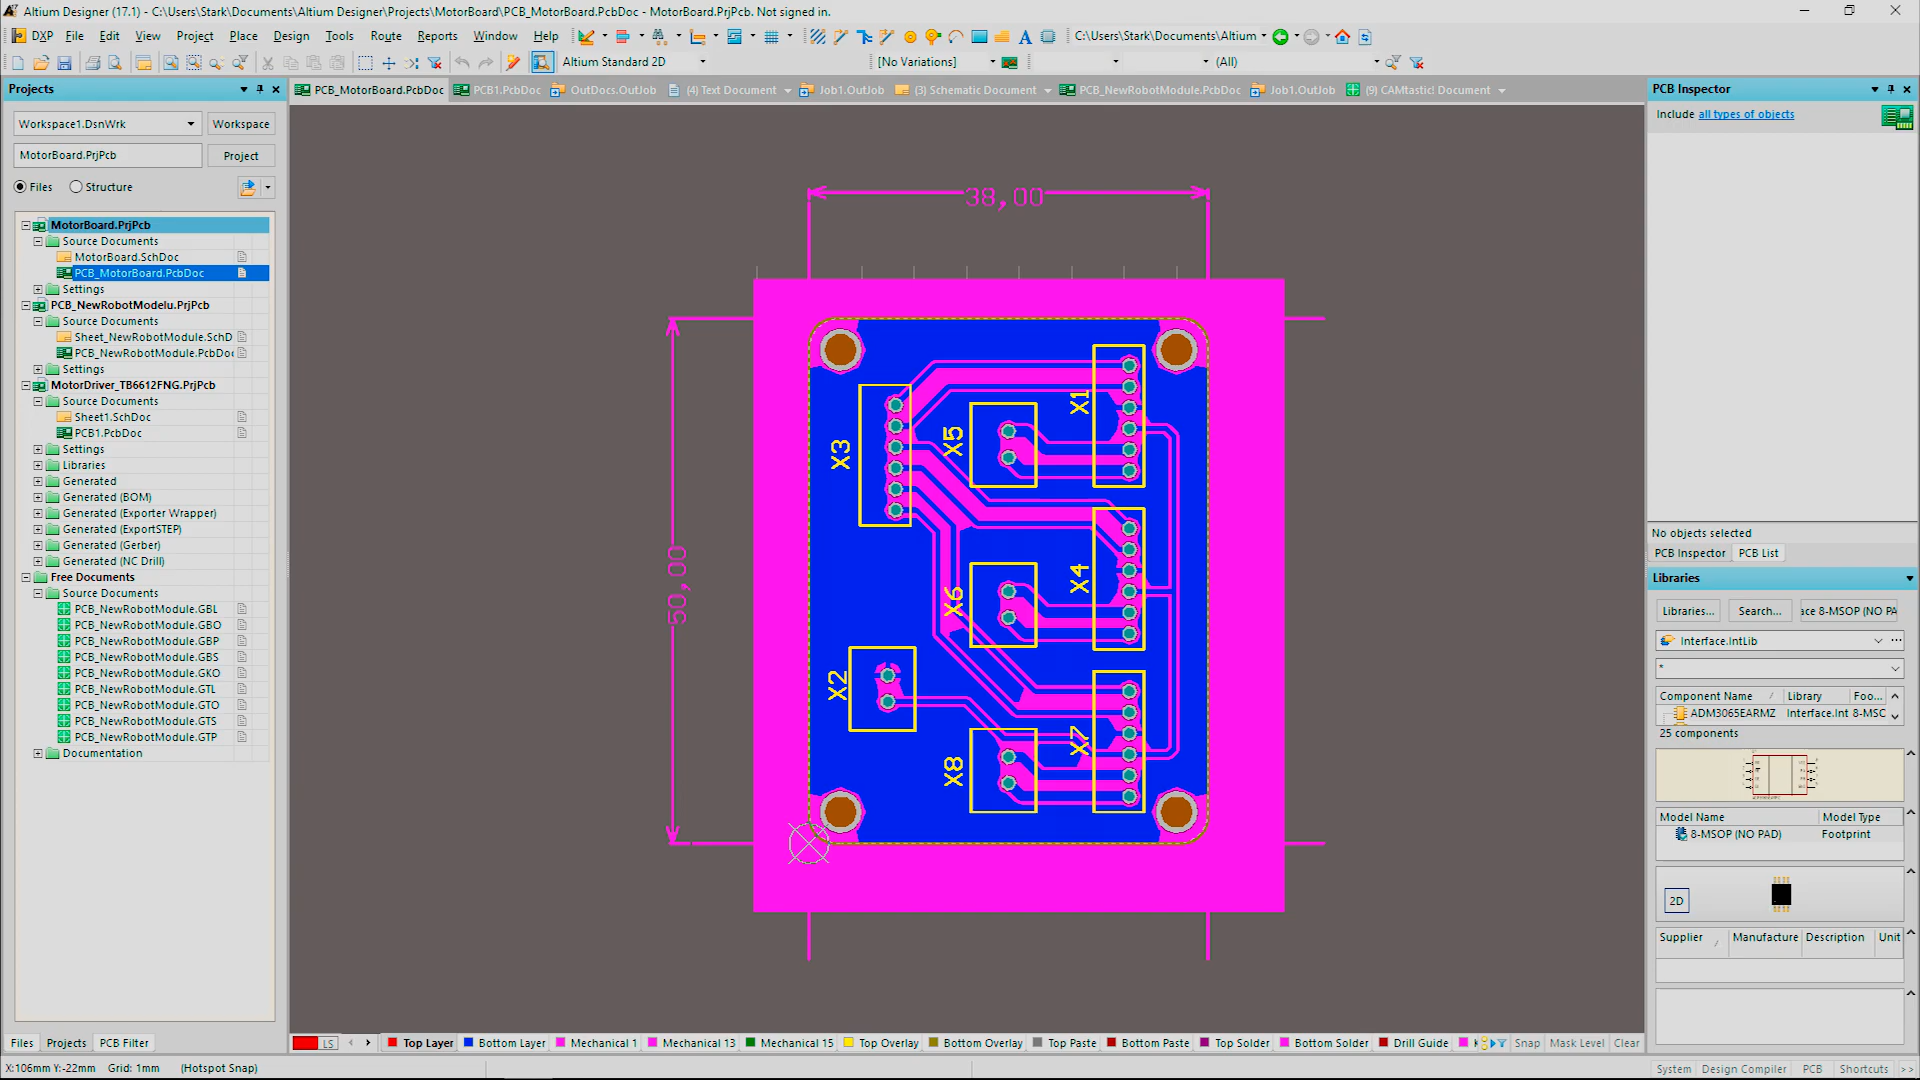 Altium Designer (17.1) - C:\Users\Stark\Documents\Altium Designer\Projects\MotorBoard\PCB_MotorBoard.PcbDoc - MotorBoard.PrjPcb. Not signed in.
DXP File Edit View Project Place Design Tools Route Reports Window Help C:\Users\Stark\Documents\Altium
Altium Standard 2D [No Variations] (All)
Projects
PCB_MotorBoard.PcbDoc PCB1.PcbDoc OutDocs.OutJob (4) Text Document Job1.OutJob (3) Schematic Document PCB_NewRobotModule.PcbDoc Job1.OutJob (9) CAMtastic! Document
PCB Inspector
Include all types of objects
Workspace1.DsnWrk Workspace
MotorBoard.PrjPcb Project
Files Structure
MotorBoard.PrjPcb
Source Documents
MotorBoard.SchDoc
PCB_MotorBoard.PcbDoc
Settings
PCB_NewRobotModelu.PrjPcb
Source Documents
Sheet_NewRobotModule.SchD
PCB_NewRobotModule.PcbDoc
Settings
MotorDriver_TB6612FNG.PrjPcb
Source Documents
Sheet1.SchDoc
PCB1.PcbDoc
Settings
Libraries
Generated
Generated (BOM)
Generated (Exporter Wrapper)
Generated (ExportSTEP)
Generated (Gerber)
Generated (NC Drill)
Free Documents
Source Documents
PCB_NewRobotModule.GBL
PCB_NewRobotModule.GBO
PCB_NewRobotModule.GBP
PCB_NewRobotModule.GBS
PCB_NewRobotModule.GKO
PCB_NewRobotModule.GTL
PCB_NewRobotModule.GTO
PCB_NewRobotModule.GTS
PCB_NewRobotModule.GTP
Documentation
38,00
50,00
X1
X3
X5
X4
X6
X2
X7
X8
No objects selected
PCB Inspector PCB List
Libraries
Libraries... Search... ace 8-MSOP (NO PA
Interface.IntLib ...
*
Component Name / Library Foo...
ADM3065EARMZ Interface.Int 8-MSC
25 components
Model Name Model Type
8-MSOP (NO PAD) Footprint
2D
Supplier / Manufacture Description Unit
Files Projects PCB Filter
LS Top Layer Bottom Layer Mechanical 1 Mechanical 13 Mechanical 15 Top Overlay Bottom Overlay Top Paste Bottom Paste Top Solder Bottom Solder Drill Guide Snap Mask Level Clear
X:106mm Y:-22mm Grid: 1mm (Hotspot Snap)
System Design Compiler PCB Shortcuts >>